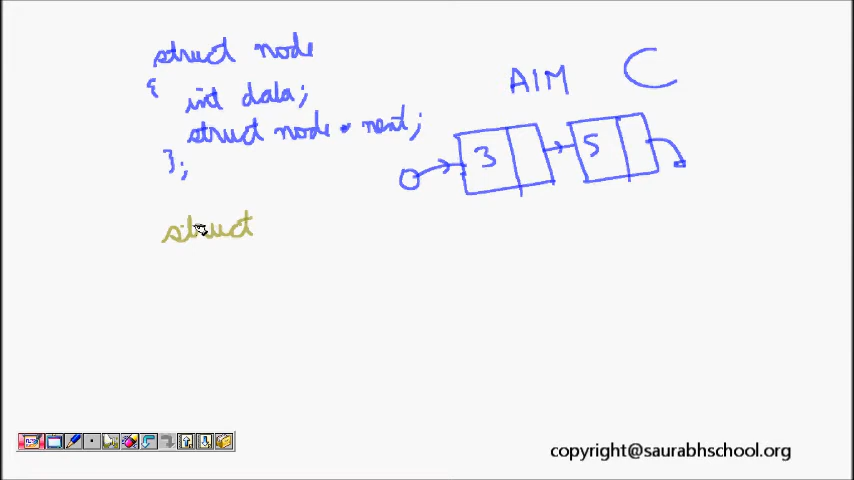 struct node
{ int data;
struct node * next;
};
AIM C
3 5
struct
copyright@saurabhschool.org